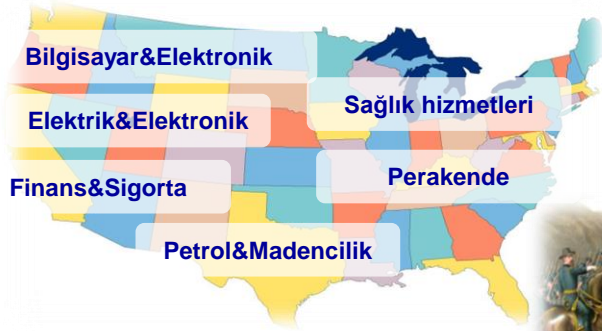 Bilgisayar&Elektronik
Sağlık hizmetleri
Elektrik&Elektronik
Perakende
Finans&Sigorta
Petrol&Madencilik